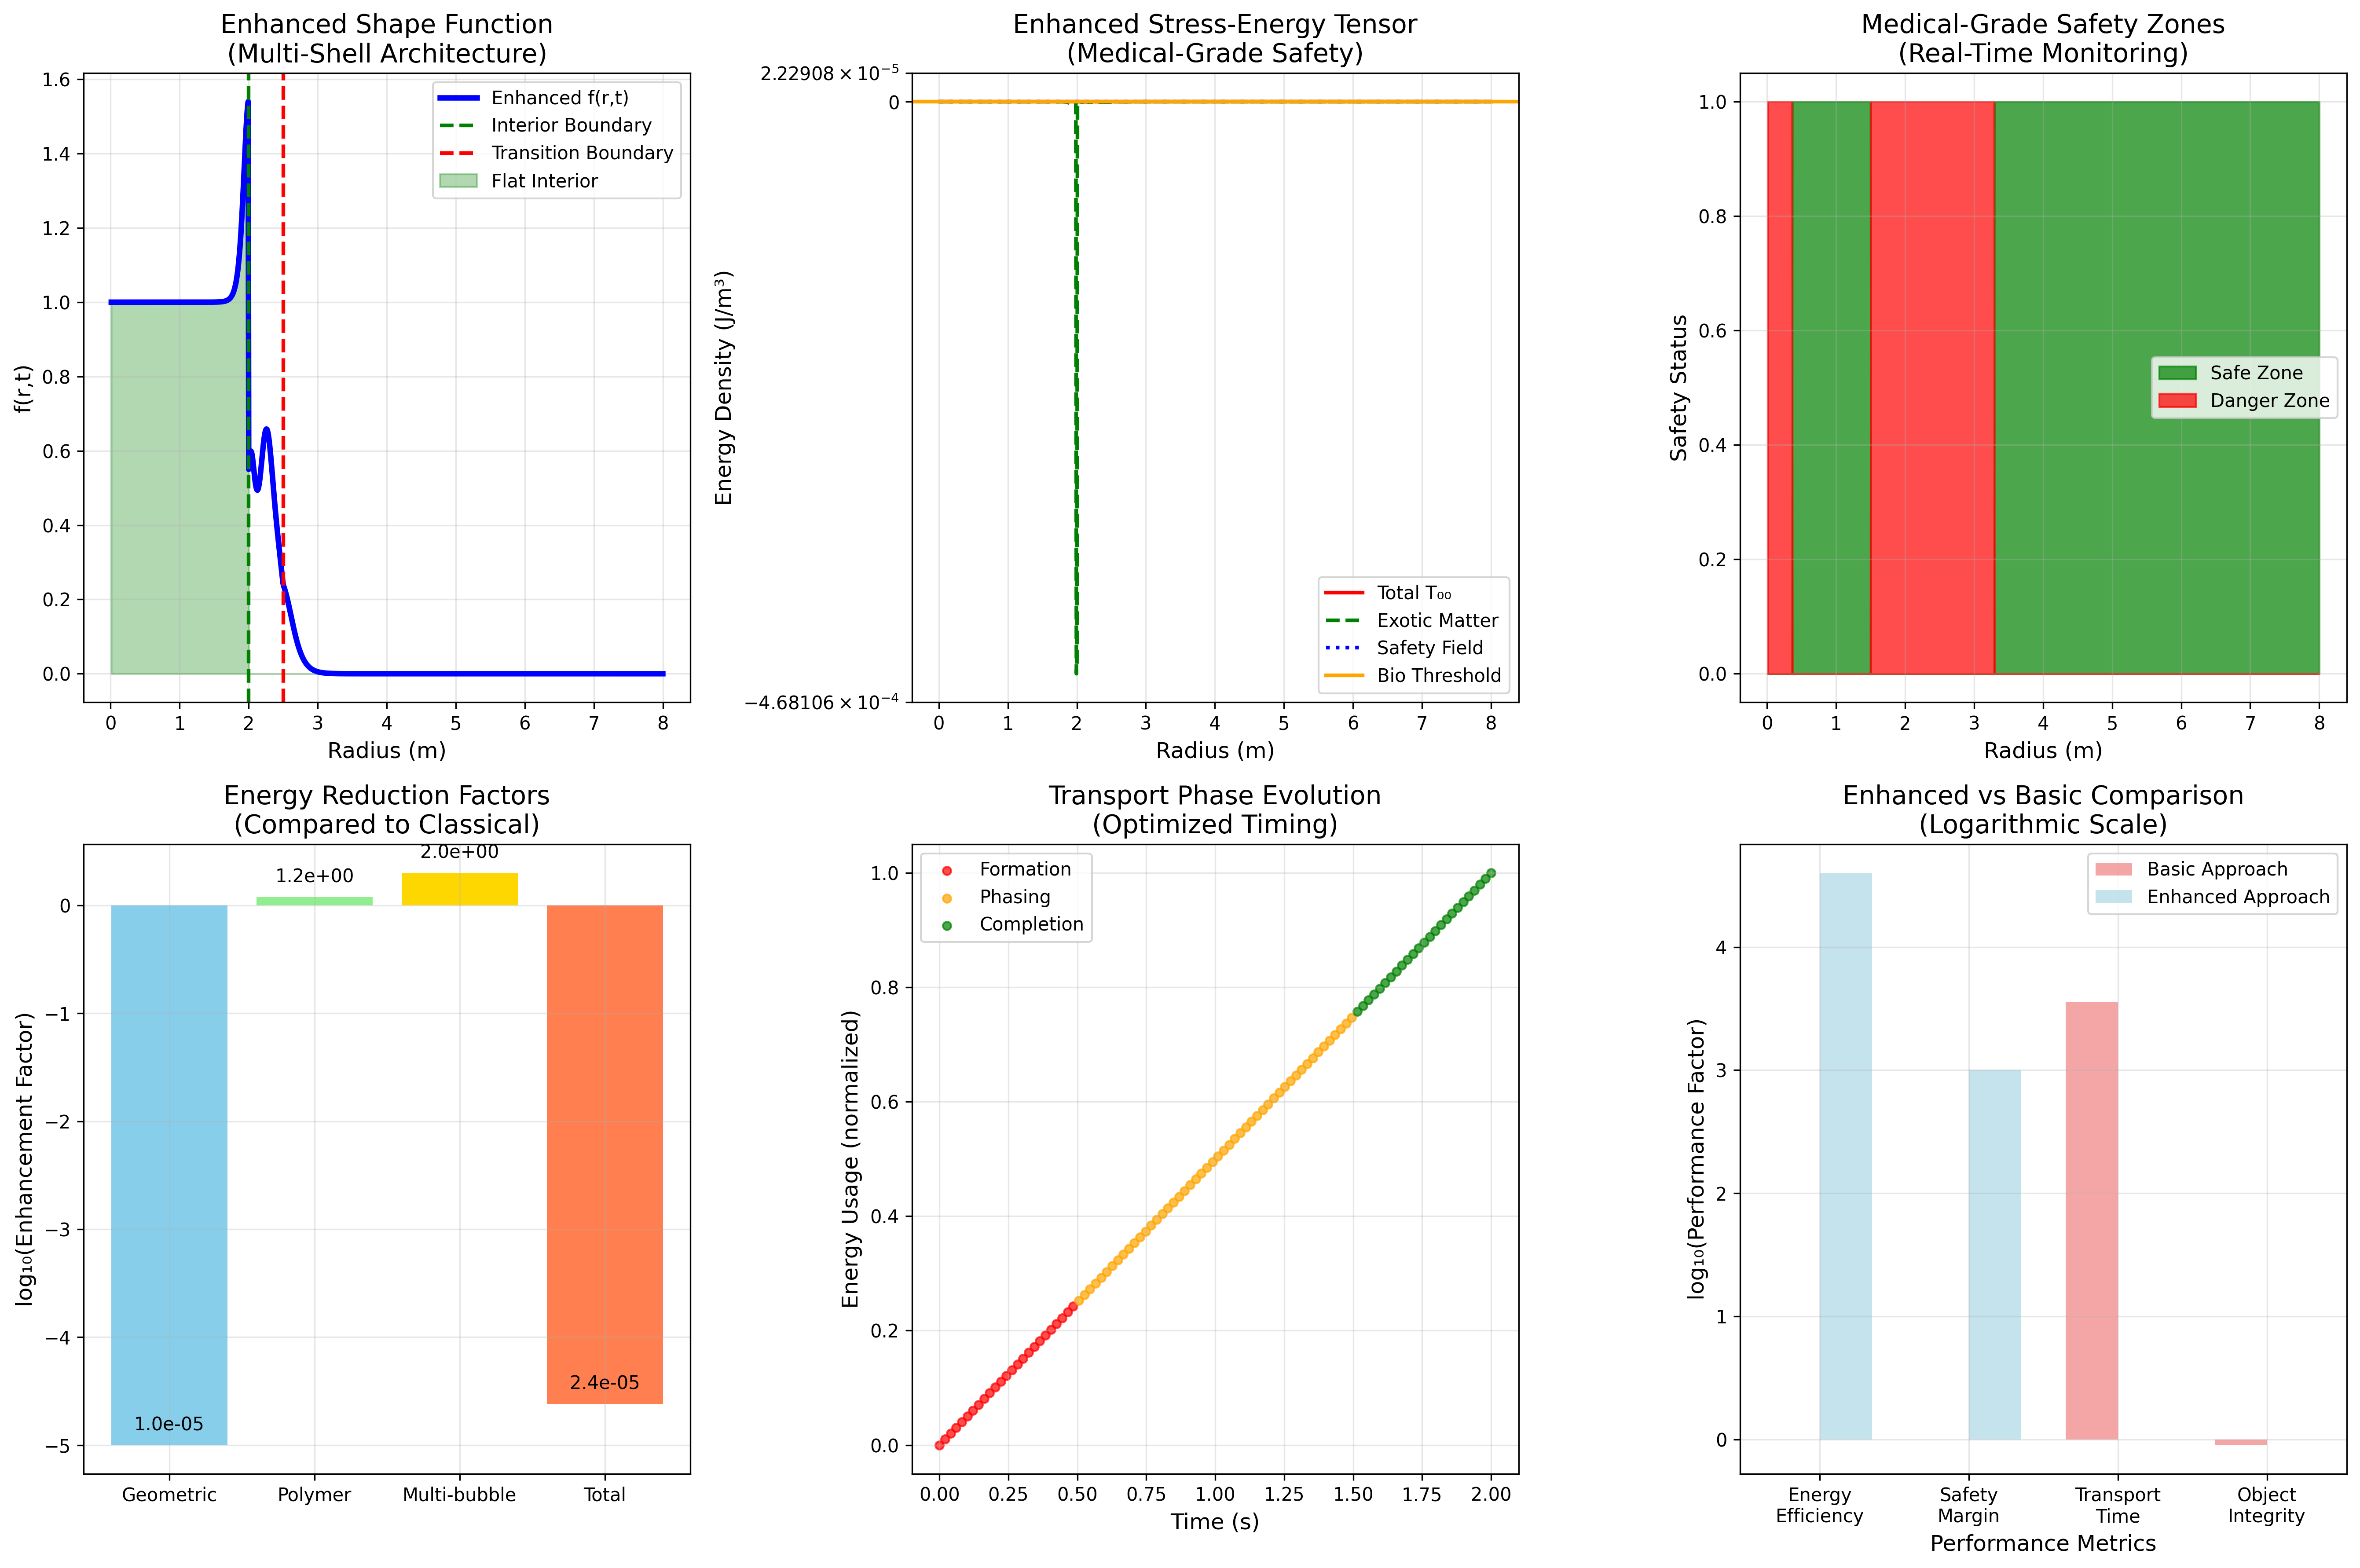 Enhanced Shape Function
(Multi-Shell Architecture)
1.6
1.4
1.2
1.0
0.8
0.6
0.4
0.2
0.0
f(r,t)
Enhanced f(r,t)
Interior Boundary
Transition Boundary
Flat Interior
0 1 2 3 4 5 6 7 8
Radius (m)
Enhanced Stress-Energy Tensor
(Medical-Grade Safety)
2.22908 × 10⁻⁵
0
−4.68106 × 10⁻⁴
Energy Density (J/m³)
Total T₀₀
Exotic Matter
Safety Field
Bio Threshold
0 1 2 3 4 5 6 7 8
Radius (m)
Medical-Grade Safety Zones
(Real-Time Monitoring)
1.0
0.8
0.6
0.4
0.2
0.0
Safety Status
Safe Zone
Danger Zone
0 1 2 3 4 5 6 7 8
Radius (m)
Energy Reduction Factors
(Compared to Classical)
0
−1
−2
−3
−4
−5
log₁₀(Enhancement Factor)
1.0e-05
1.2e+00
2.0e+00
2.4e-05
Geometric Polymer Multi-bubble Total
Transport Phase Evolution
(Optimized Timing)
1.0
0.8
0.6
0.4
0.2
0.0
Energy Usage (normalized)
Formation
Phasing
Completion
0.00 0.25 0.50 0.75 1.00 1.25 1.50 1.75 2.00
Time (s)
Enhanced vs Basic Comparison
(Logarithmic Scale)
4
3
2
1
0
log₁₀(Performance Factor)
Basic Approach
Enhanced Approach
Energy
Efficiency
Safety
Margin
Transport
Time
Object
Integrity
Performance Metrics